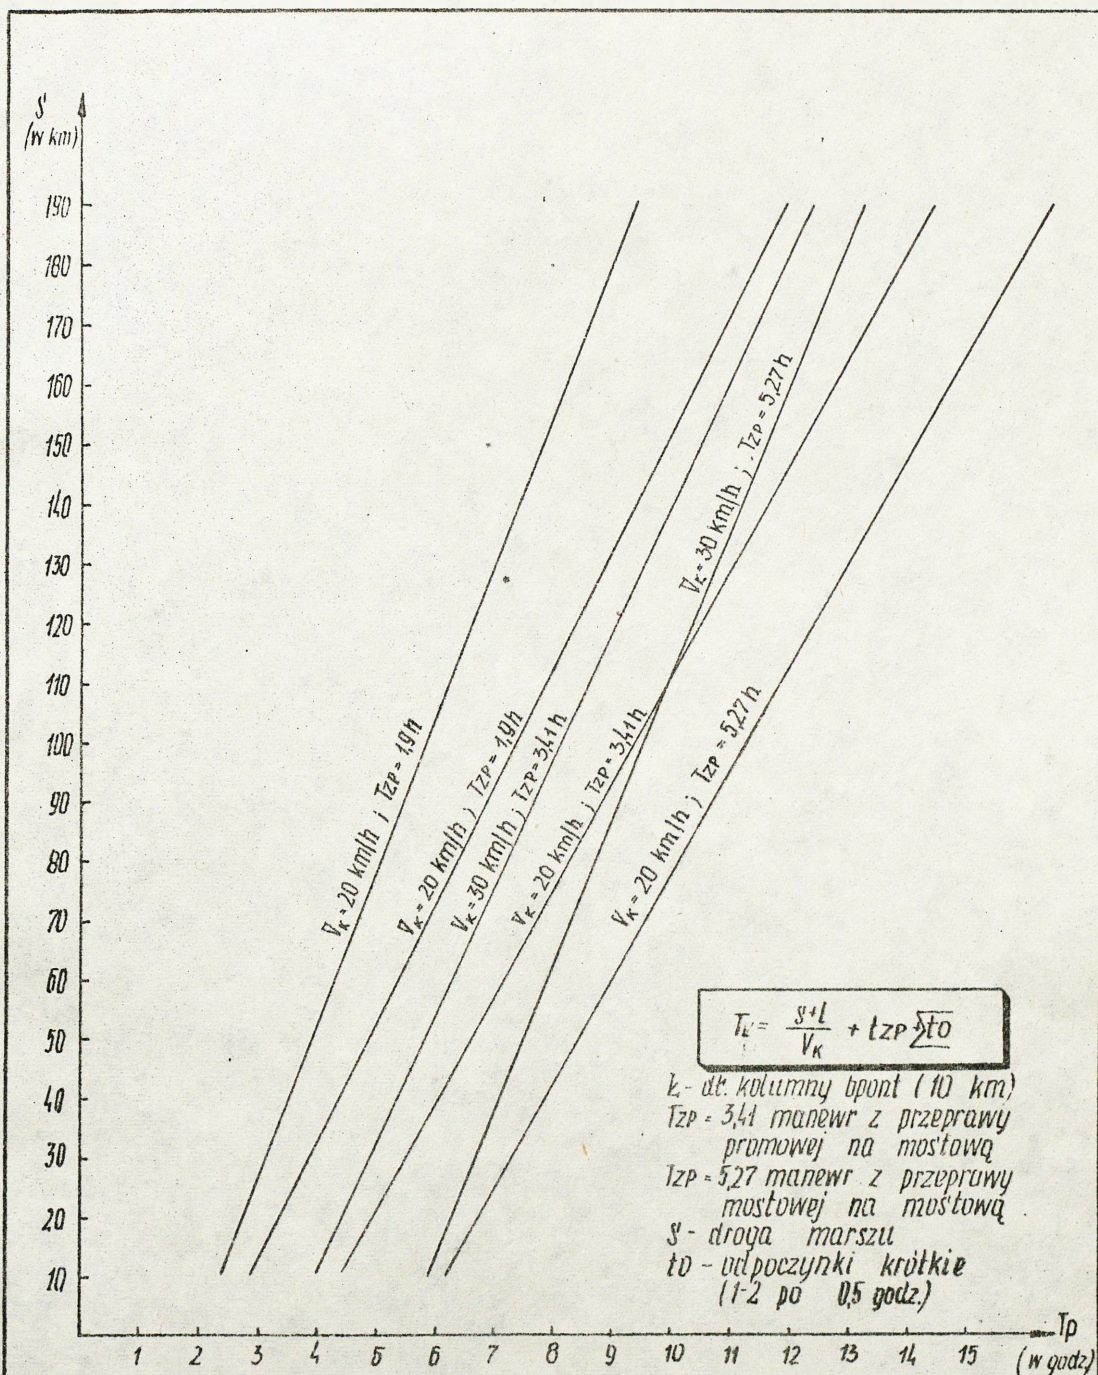 S
(w km)
190
180
170
160
150
140
130
120
110
100
90
80
70
60
50
40
30
20
10
1 2 3 4 5 6 7 8 9 10 11 12 13 14 15
Tp
(w godz)
Vk = 20 km/h ; Tzp = 1,9h
Vk = 20 km/h ; Tzp = 1,9h
Vk = 30 km/h ; Tzp = 3,41h
Vk = 20 km/h ; Tzp = 3,41h
Vk = 30 km/h ; Tzp = 5,27h
Vk = 20 km/h ; Tzp = 5,27h
= S+l / Vk + tzp + ∑to
- dł. kolumny bpont (10 km)
Tzp = 3,41 manewr z przeprawy
promowej na mostową
Tzp = 5,27 manewr z przeprawy
mostowej na mostową
S - droga marszu
to - odpoczynki krótkie
(1-2 po 0,5 godz.)